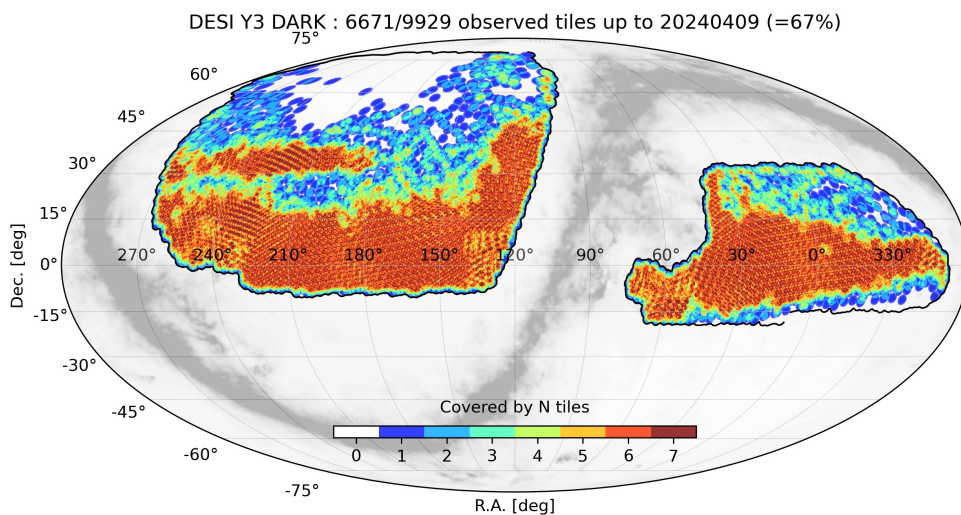 DESI Y3 DARK : 6671/9929 observed tiles up to 20240409 (=67%)
75°
60°
45°
30°
15°
270° 240° 210° 180° 150° 120° 90° 60° 30° 0° 330°
0°
Dec. [deg]
-15°
-30°
-45°
-60°
-75°
Covered by N tiles
0 1 2 3 4 5 6 7
R.A. [deg]